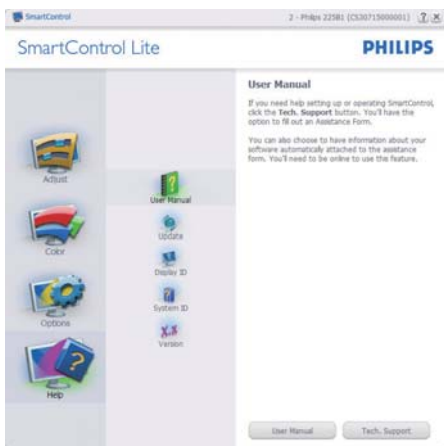 SmartControl
2 - Philips 225B1 (CS30715000001)
SmartControl Lite
PHILIPS
Adjust
Color
Options
Help
User Manual
Update
Display ID
System ID
Version
User Manual
If you need help setting up or operating SmartControl,
click the Tech. Support button. You'll have the
option to fill out an Assistance Form.
You can also choose to have information about your
software automatically attached to the assistance
form. You'll need to be online to use this feature.
User Manual
Tech. Support